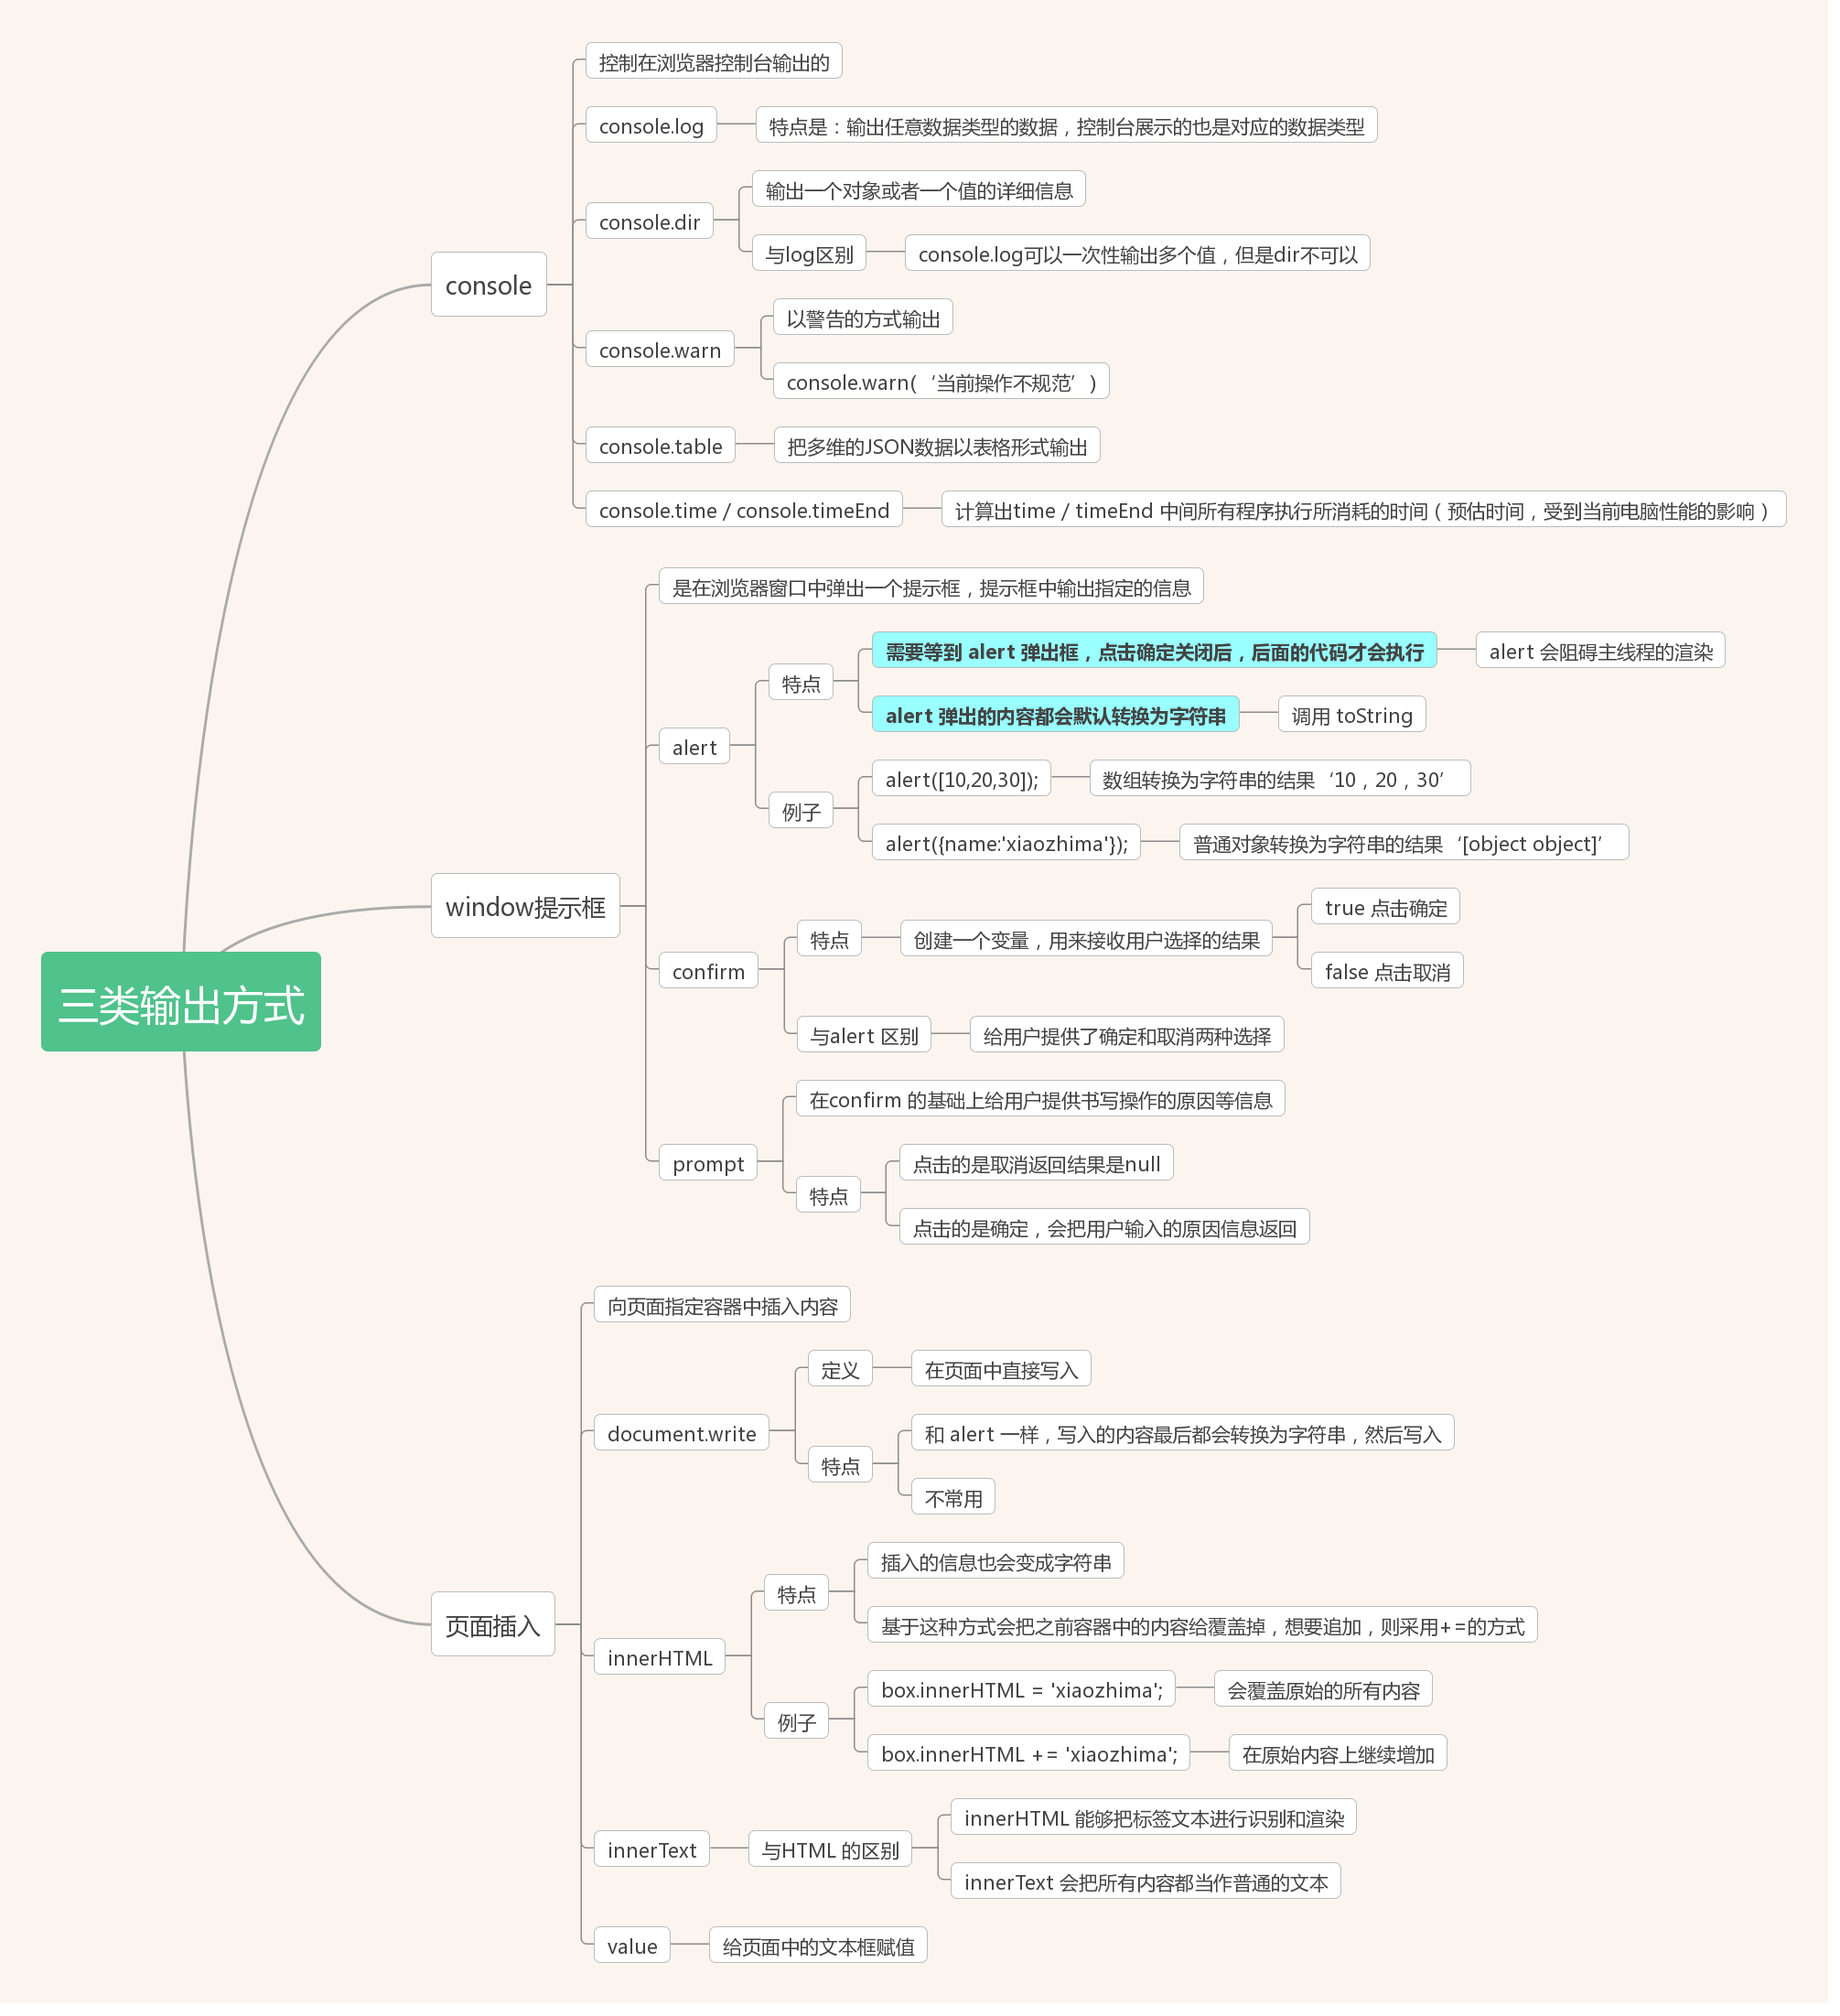 三类输出方式
console
控制在浏览器控制台输出的
console.log
特点是：输出任意数据类型的数据，控制台展示的也是对应的数据类型
console.dir
输出一个对象或者一个值的详细信息
与log区别
console.log可以一次性输出多个值，但是dir不可以
console.warn
以警告的方式输出
console.warn(‘当前操作不规范’)
console.table
把多维的JSON数据以表格形式输出
console.time / console.timeEnd
计算出time / timeEnd 中间所有程序执行所消耗的时间（预估时间，受到当前电脑性能的影响）
window提示框
是在浏览器窗口中弹出一个提示框，提示框中输出指定的信息
alert
特点
需要等到 alert 弹出框，点击确定关闭后，后面的代码才会执行
alert 会阻碍主线程的渲染
alert 弹出的内容都会默认转换为字符串
调用 toString
例子
alert([10,20,30]);
数组转换为字符串的结果‘10，20，30’
alert({name:'xiaozhima'});
普通对象转换为字符串的结果‘[object object]’
confirm
特点
创建一个变量，用来接收用户选择的结果
true 点击确定
false 点击取消
与alert 区别
给用户提供了确定和取消两种选择
prompt
在confirm 的基础上给用户提供书写操作的原因等信息
特点
点击的是取消返回结果是null
点击的是确定，会把用户输入的原因信息返回
页面插入
向页面指定容器中插入内容
document.write
定义
在页面中直接写入
特点
和 alert 一样，写入的内容最后都会转换为字符串，然后写入
不常用
innerHTML
特点
插入的信息也会变成字符串
基于这种方式会把之前容器中的内容给覆盖掉，想要追加，则采用+=的方式
例子
box.innerHTML = 'xiaozhima';
会覆盖原始的所有内容
box.innerHTML += 'xiaozhima';
在原始内容上继续增加
innerText
与HTML 的区别
innerHTML 能够把标签文本进行识别和渲染
innerText 会把所有内容都当作普通的文本
value
给页面中的文本框赋值